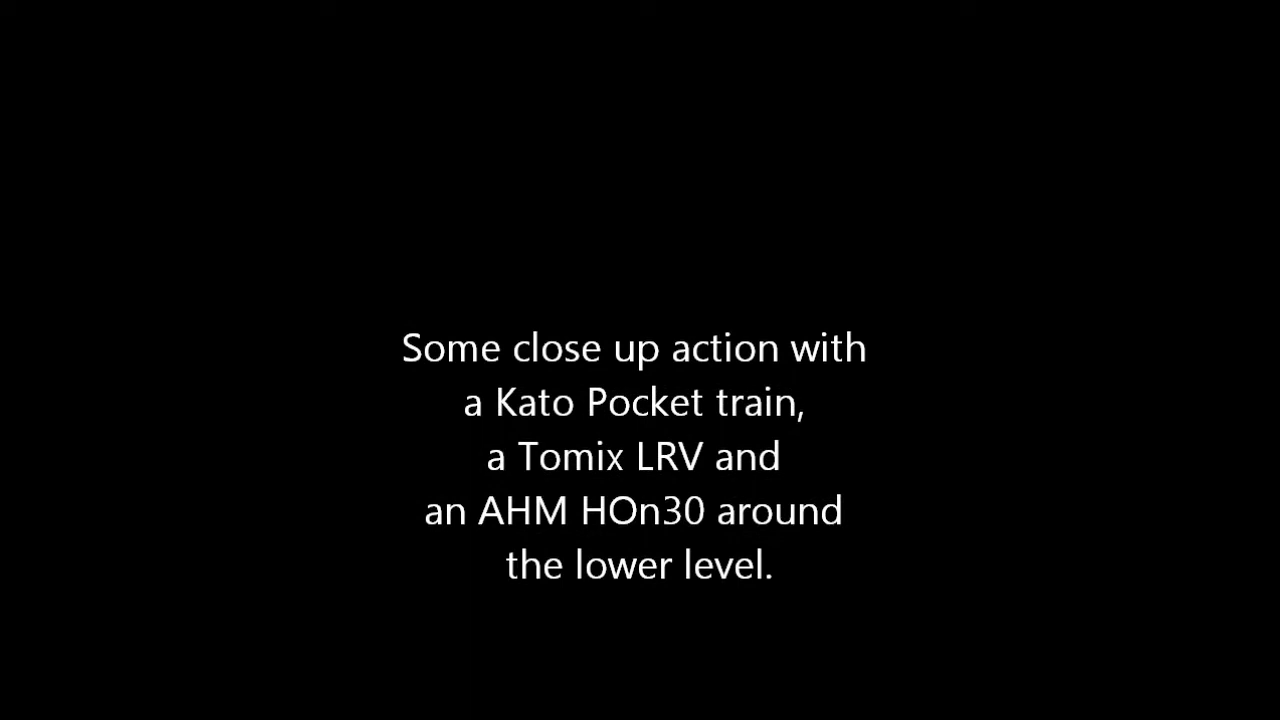 Some close up action with
a Kato Pocket train,
a Tomix LRV and
an AHM HOn30 around
the lower level.